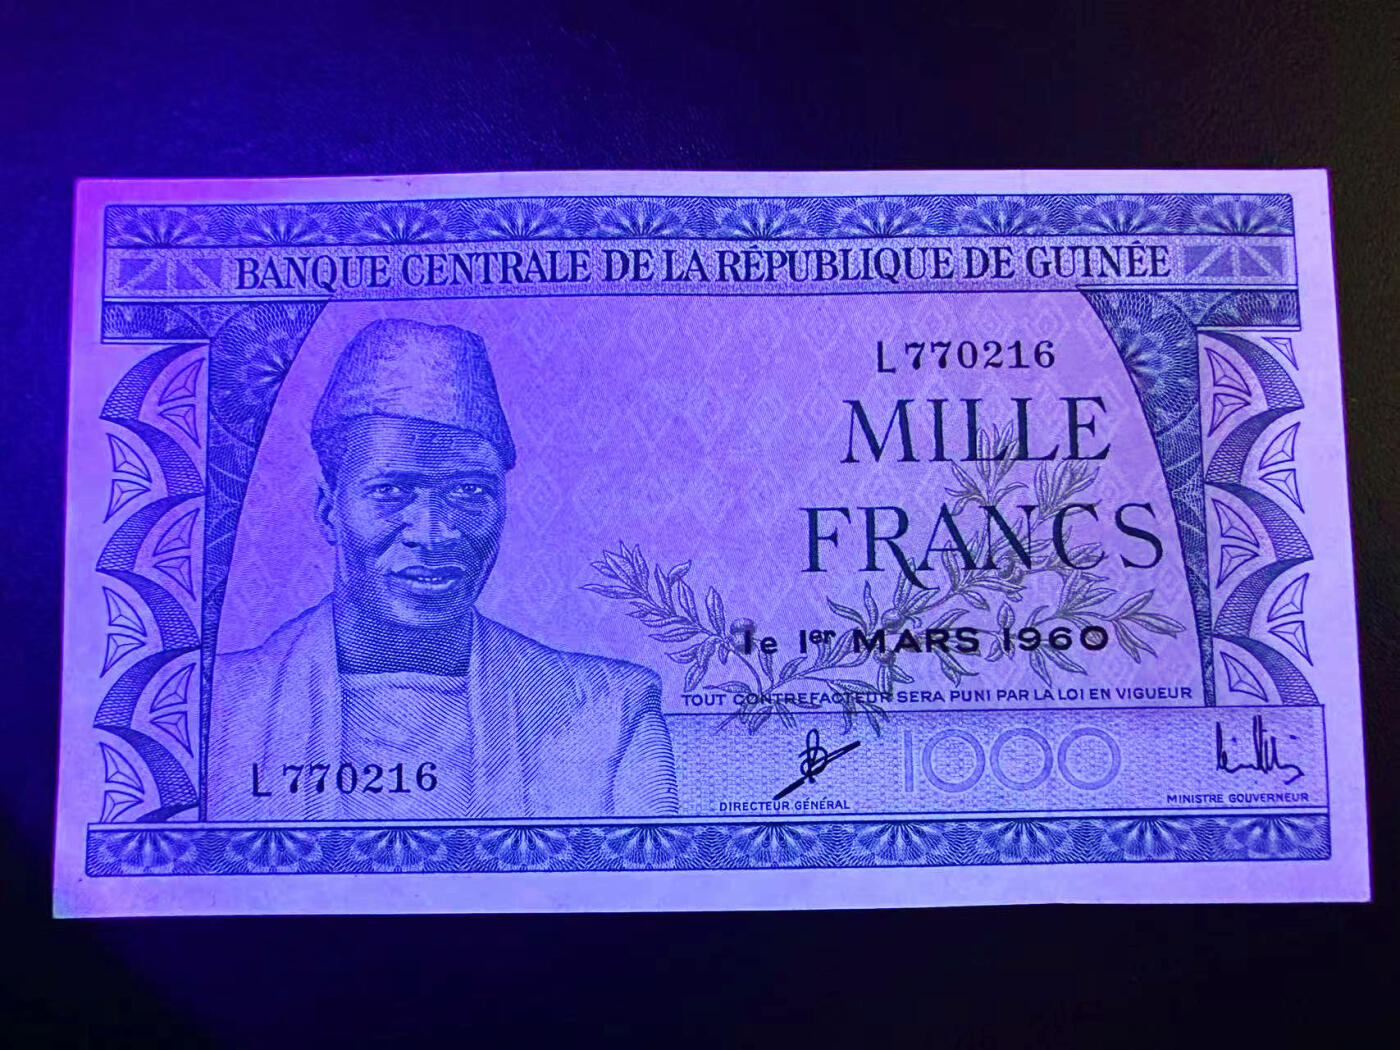 BANQUE CENTRALE DE LA RÉPUBLIQUE DE GUINÉE
L 770216
MILLE
FRANCS
le 1er MARS 1960
TOUT CONTREFACTEUR SERA PUNI PAR LA LOI EN VIGUEUR
1000
L 770216
DIRECTEUR GÉNÉRAL
MINISTRE GOUVERNEUR